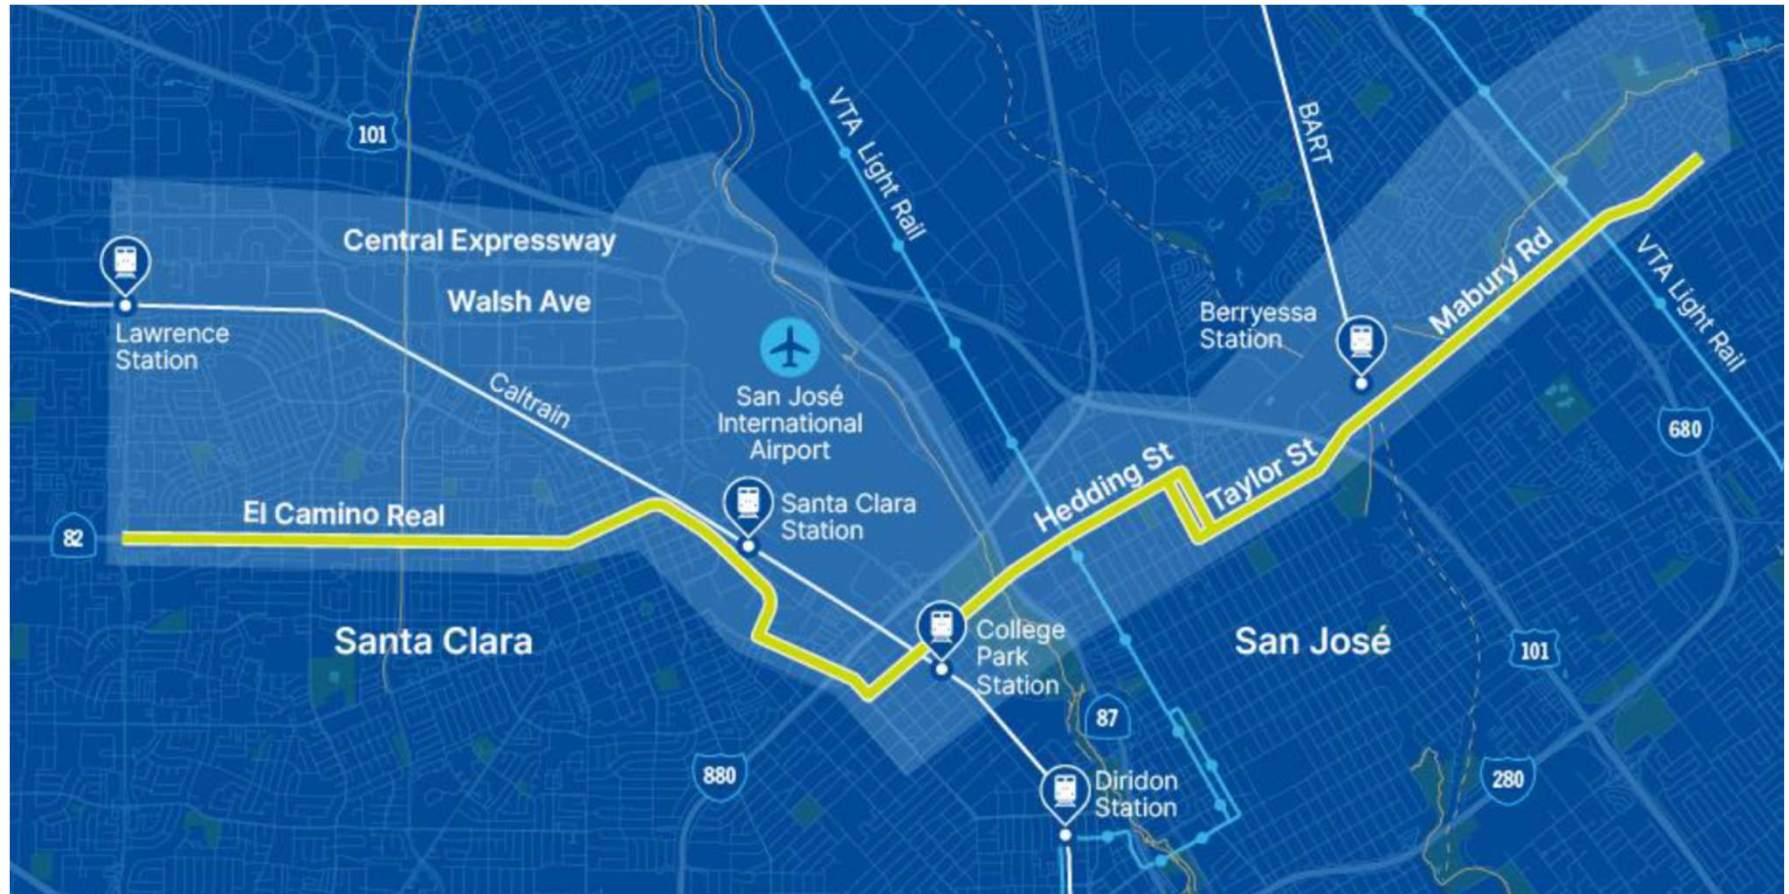 101
VTA Light Rail
BART
Central Expressway
Walsh Ave
Lawrence
Station
Caltrain
San José
International
Airport
Berryessa
Station
Mabury Rd
VTA Light Rail
680
82
El Camino Real
Santa Clara
Station
Hedding St
Taylor St
Santa Clara
College
Park
Station
San José
101
87
880
Diridon
Station
280